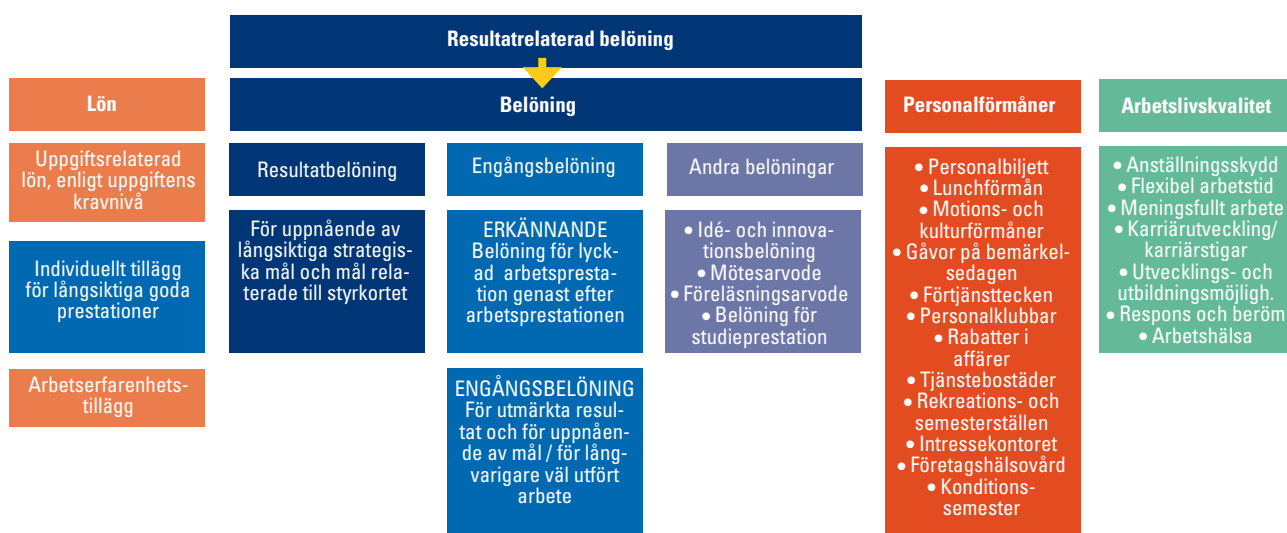 Resultatrelaterad belöning
Lön
Uppgiftsrelaterad
lön, enligt uppgiftens
kravnivå
Individuellt tillägg
för långsiktiga goda
prestationer
Arbetserfarenhets-
tillägg
Belöning
Resultatbelöning
För uppnående av
långsiktiga strategis-
ka mål och mål rela-
terade till styrkortet
Engångsbelöning
ERKÄNNANDE
Belöning för lyck-
ad arbetspresta-
tion genast efter
arbetsprestationen
ENGÅNGSBELÖNING
För utmärkta resul-
tat och för uppnåen-
de av mål / för lång-
varigare väl utfört
arbete
Andra belöningar
• Idé- och innova-
tionsbelöning
• Mötesarvode
• Föreläsningsarvode
• Belöning för
studieprestation
Personalförmåner
• Personalbiljett
• Lunchförmån
• Motions- och
kulturförmåner
• Gåvor på bemärkel-
sedagen
• Förtjänsttecken
• Personalklubbar
• Rabatter i
affärer
• Tjänstebostäder
• Rekreations- och
semesterställen
• Intressekontoret
• Företagshälsovård
• Konditions-
semester
Arbetslivskvalitet
• Anställningsskydd
• Flexibel arbetstid
• Meningsfullt arbete
• Karriärutveckling/
karriärstigar
• Utvecklings- och
utbildningsmöjligh.
• Respons och beröm
• Arbetshälsa